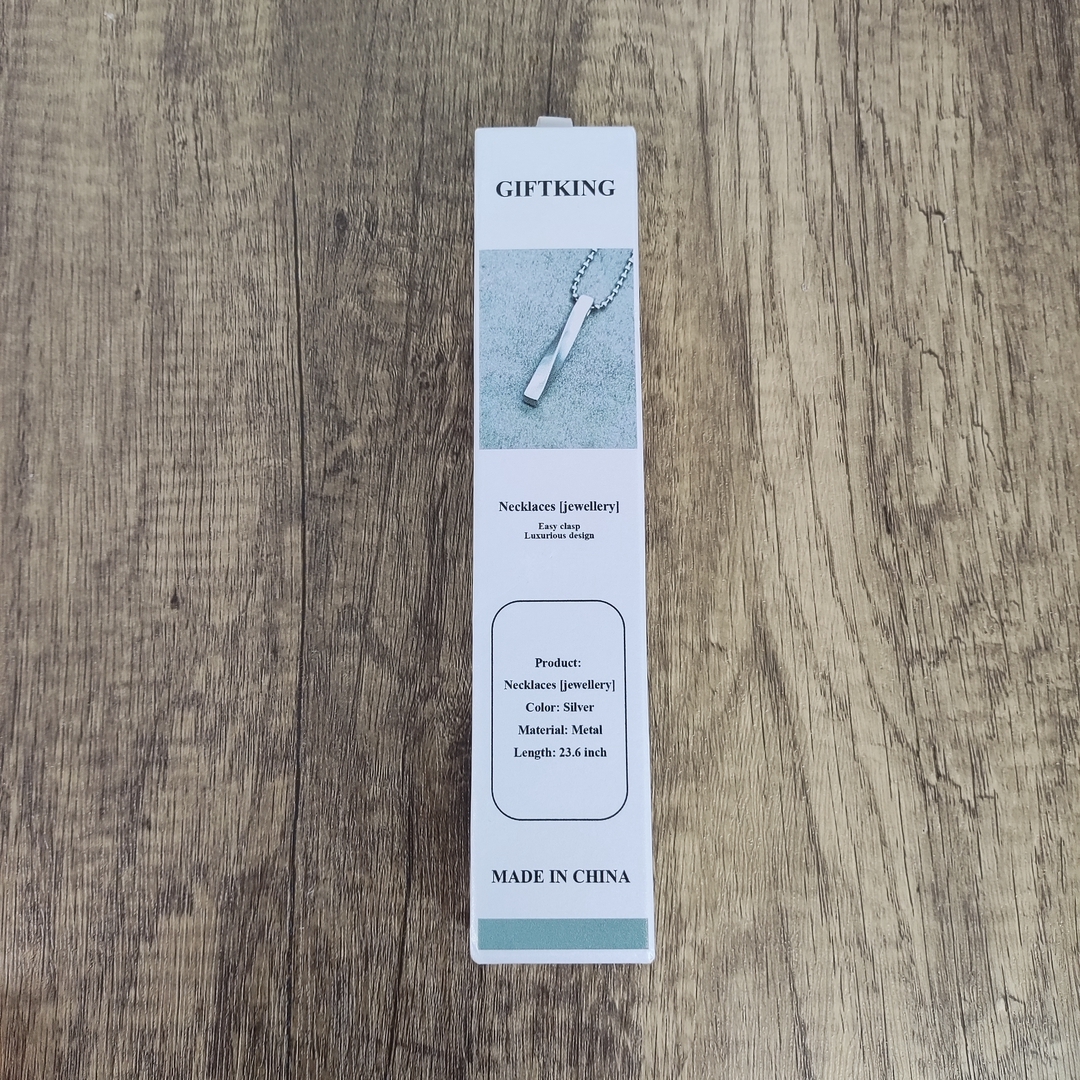 GIFTKING
Necklaces [jewellery]
Easy clasp
Luxurious design
Product:
Necklaces [jewellery]
Color: Silver
Material: Metal
Length: 23.6 inch
MADE IN CHINA